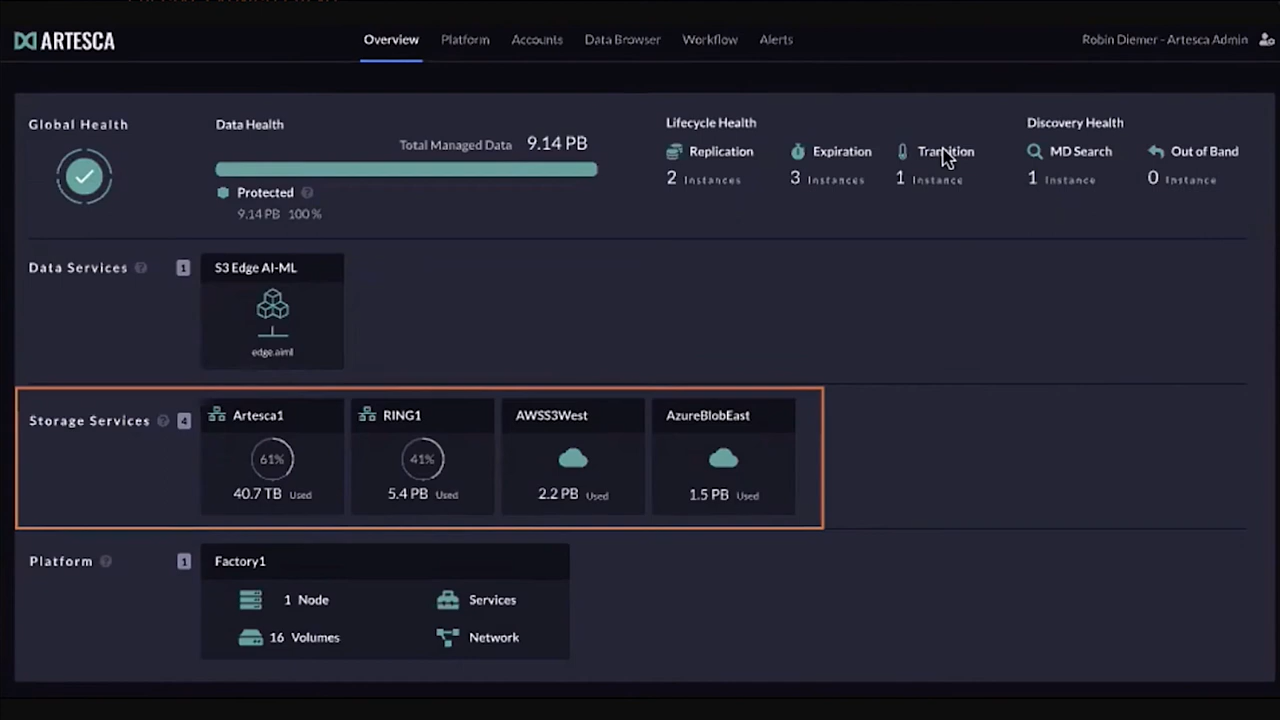 ARTESCA
Overview Platform Accounts Data Browser Workflow Alerts
Robin Diemer - Artesca Admin
Global Health
Data Health
Total Managed Data 9.14 PB
Protected ?
9.14 PB 100 %
Lifecycle Health
Replication Expiration
2 Instances 3 Instances 1 Instance
Discovery Health
MD Search Out of Band
1 Instance 0 Instance
Data Services ? 1
S3 Edge AI-ML
edge.aiml
Storage Services ? 4
Artesca1 RING1 AWSS3West AzureBlobEast
61% 41%
40.7 TB Used 5.4 PB Used 2.2 PB Used 1.5 PB Used
Platform ? 1
Factory1
1 Node Services
16 Volumes Network